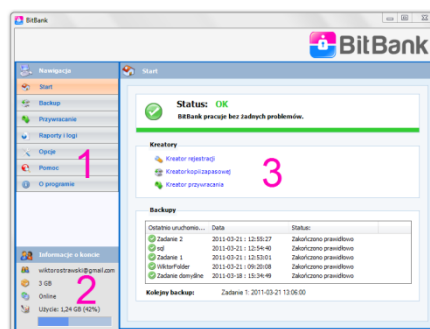 BitBank
BitBank
Nawigacja
Start
Backup
Przywracanie
Raporty i logi
Opcje
Pomoc
O programie
1
Informacje o koncie
wiktorostrawski@gmail.com
3 GB
Online
Użycie: 1,24 GB (42%)
2
Start
Status: OK
BitBank pracuje bez żadnych problemów.
Kreatory
Kreator rejestracji
Kreator kopii zapasowej
Kreator przywracania
3
Backupy
Ostatnie uruchomio... Data Status:
Zadanie 2 2011-03-21 : 12:55:27 Zakończono prawidłowo
sql 2011-03-21 : 12:54:40 Zakończono prawidłowo
Zadanie 1 2011-03-21 : 12:53:01 Zakończono prawidłowo
WiktorFolder 2011-03-21 : 09:20:08 Zakończono prawidłowo
Zadanie domyślne 2011-03-18 : 15:34:49 Zakończono prawidłowo
Kolejny backup: Zadania 1: 2011-03-21 13:06:00